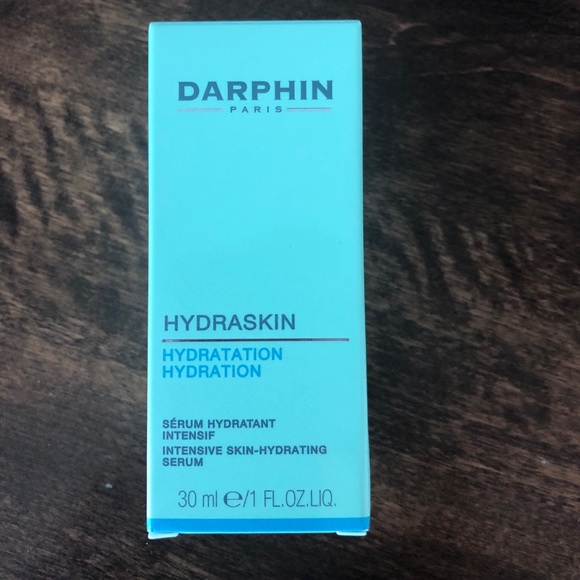 DARPHIN
PARIS
HYDRASKIN
HYDRATATION
HYDRATION
SÉRUM HYDRATANT
INTENSIF
INTENSIVE SKIN-HYDRATING
SERUM
30 ml ℮/1 FL.OZ.LIQ.